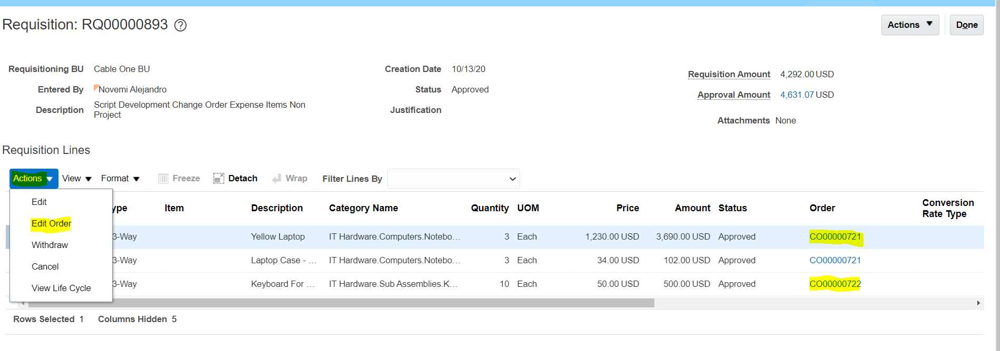 Requisition: RQ00000893 ?
Actions Done
Requisitioning BU Cable One BU
Entered By Novemi Alejandro
Description Script Development Change Order Expense Items Non
Project
Creation Date 10/13/20
Status Approved
Justification
Requisition Amount 4,292.00 USD
Approval Amount 4,631.07 USD
Attachments None
Requisition Lines
Actions View Format Freeze Detach Wrap Filter Lines By
Edit
Edit Order
Withdraw
Cancel
View Life Cycle
ype Item Description Category Name Quantity UOM Price Amount Status Order Conversion
Rate Type
3-Way Yellow Laptop IT Hardware.Computers.Notebo... 3 Each 1,230.00 USD 3,690.00 USD Approved CO00000721
3-Way Laptop Case - ... IT Hardware.Computers.Notebo... 3 Each 34.00 USD 102.00 USD Approved CO00000721
3-Way Keyboard For ... IT Hardware.Sub Assemblies.K... 10 Each 50.00 USD 500.00 USD Approved CO00000722
Rows Selected 1 Columns Hidden 5